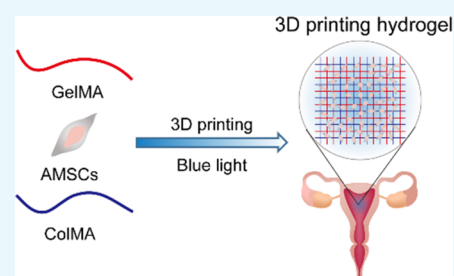 3D printing hydrogel
GelMA
AMSCs
ColMA
3D printing
Blue light